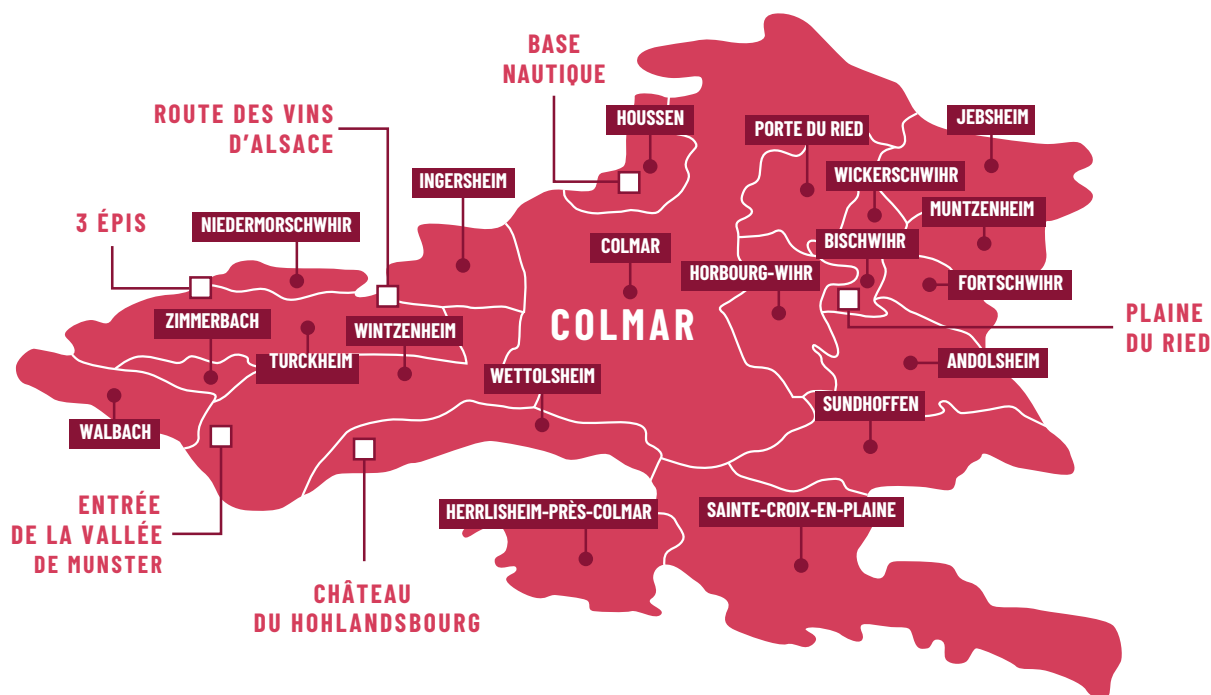 BASE
NAUTIQUE
ROUTE DES VINS
D'ALSACE
HOUSSEN
PORTE DU RIED
JEBSHEIM
INGERSHEIM
WICKERSCHWIHR
3 ÉPIS
NIEDERMORSCHWHIR
MUNTZENHEIM
COLMAR
BISCHWIHR
HORBOURG-WIHR
FORTSCHWIHR
ZIMMERBACH
WINTZENHEIM
COLMAR
PLAINE
DU RIED
TURCKHEIM
WETTOLSHEIM
ANDOLSHEIM
SUNDHOFFEN
WALBACH
ENTRÉE
DE LA VALLÉE
DE MUNSTER
HERRLISHEIM-PRÈS-COLMAR
SAINTE-CROIX-EN-PLAINE
CHÂTEAU
DU HOHLANDSBOURG